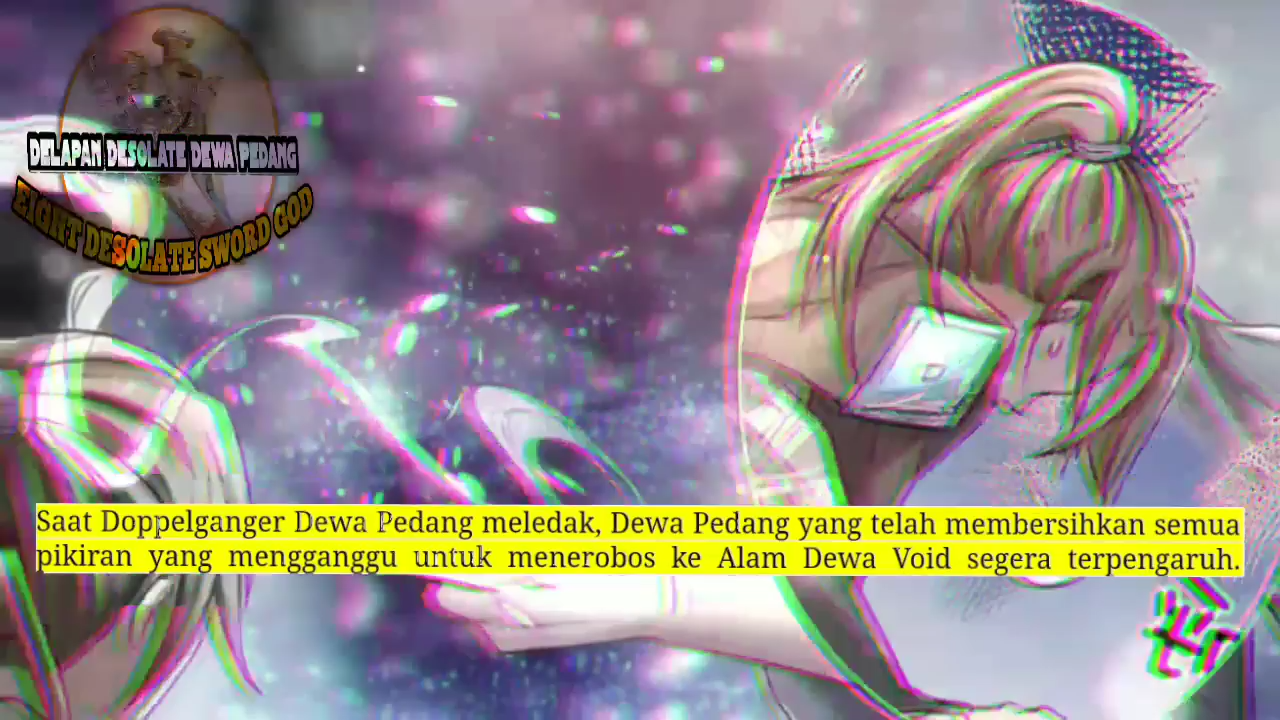 DELAPAN DESOLATE DEWA PEDANG
EIGHT DESOLATE SWORD GOD
Saat Doppelganger Dewa Pedang meledak, Dewa Pedang yang telah membersihkan semua
pikiran yang mengganggu untuk menerobos ke Alam Dewa Void segera terpengaruh.